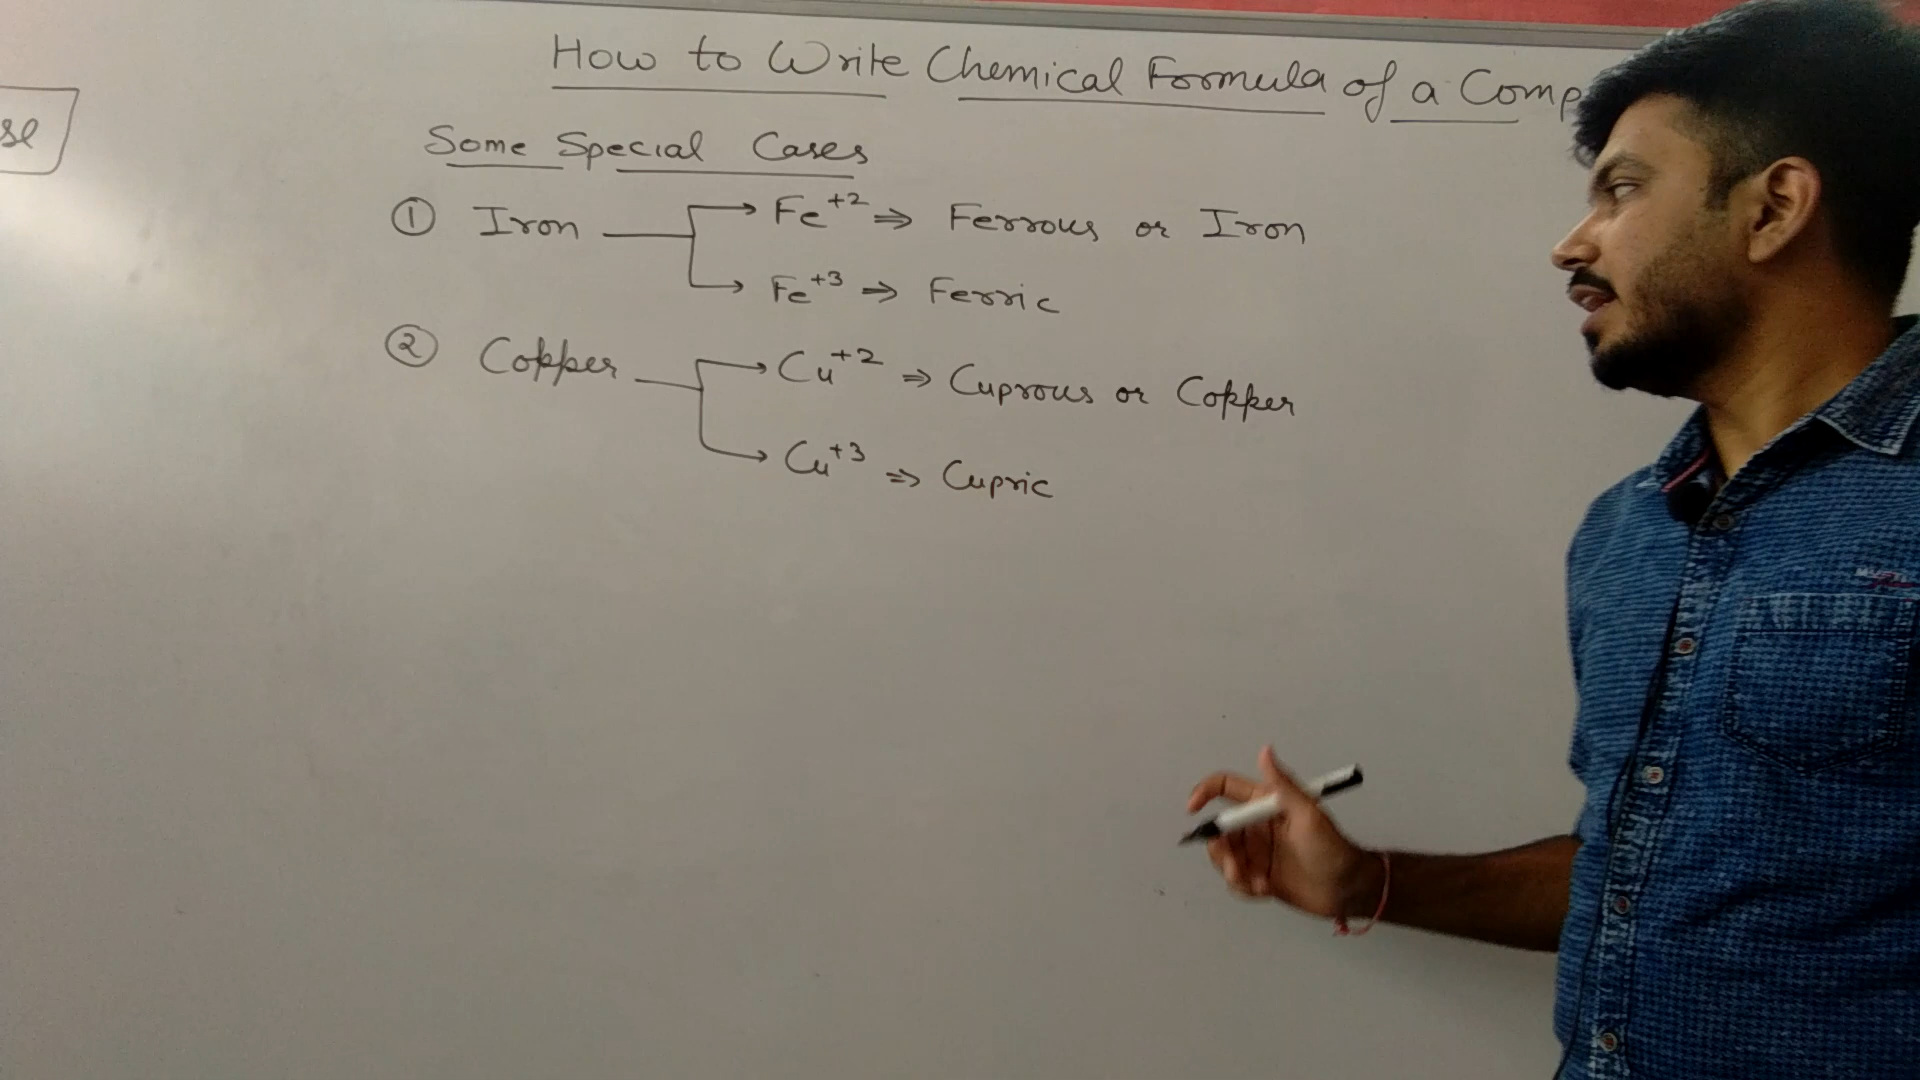 How to Write Chemical Formula of a Comp
se
Some Special Cases
① Iron → Fe⁺² ⇒ Ferrous or Iron
→ Fe⁺³ ⇒ Ferric
② Copper → Cu⁺² ⇒ Cuprous or Copper
→ Cu⁺³ ⇒ Cupric